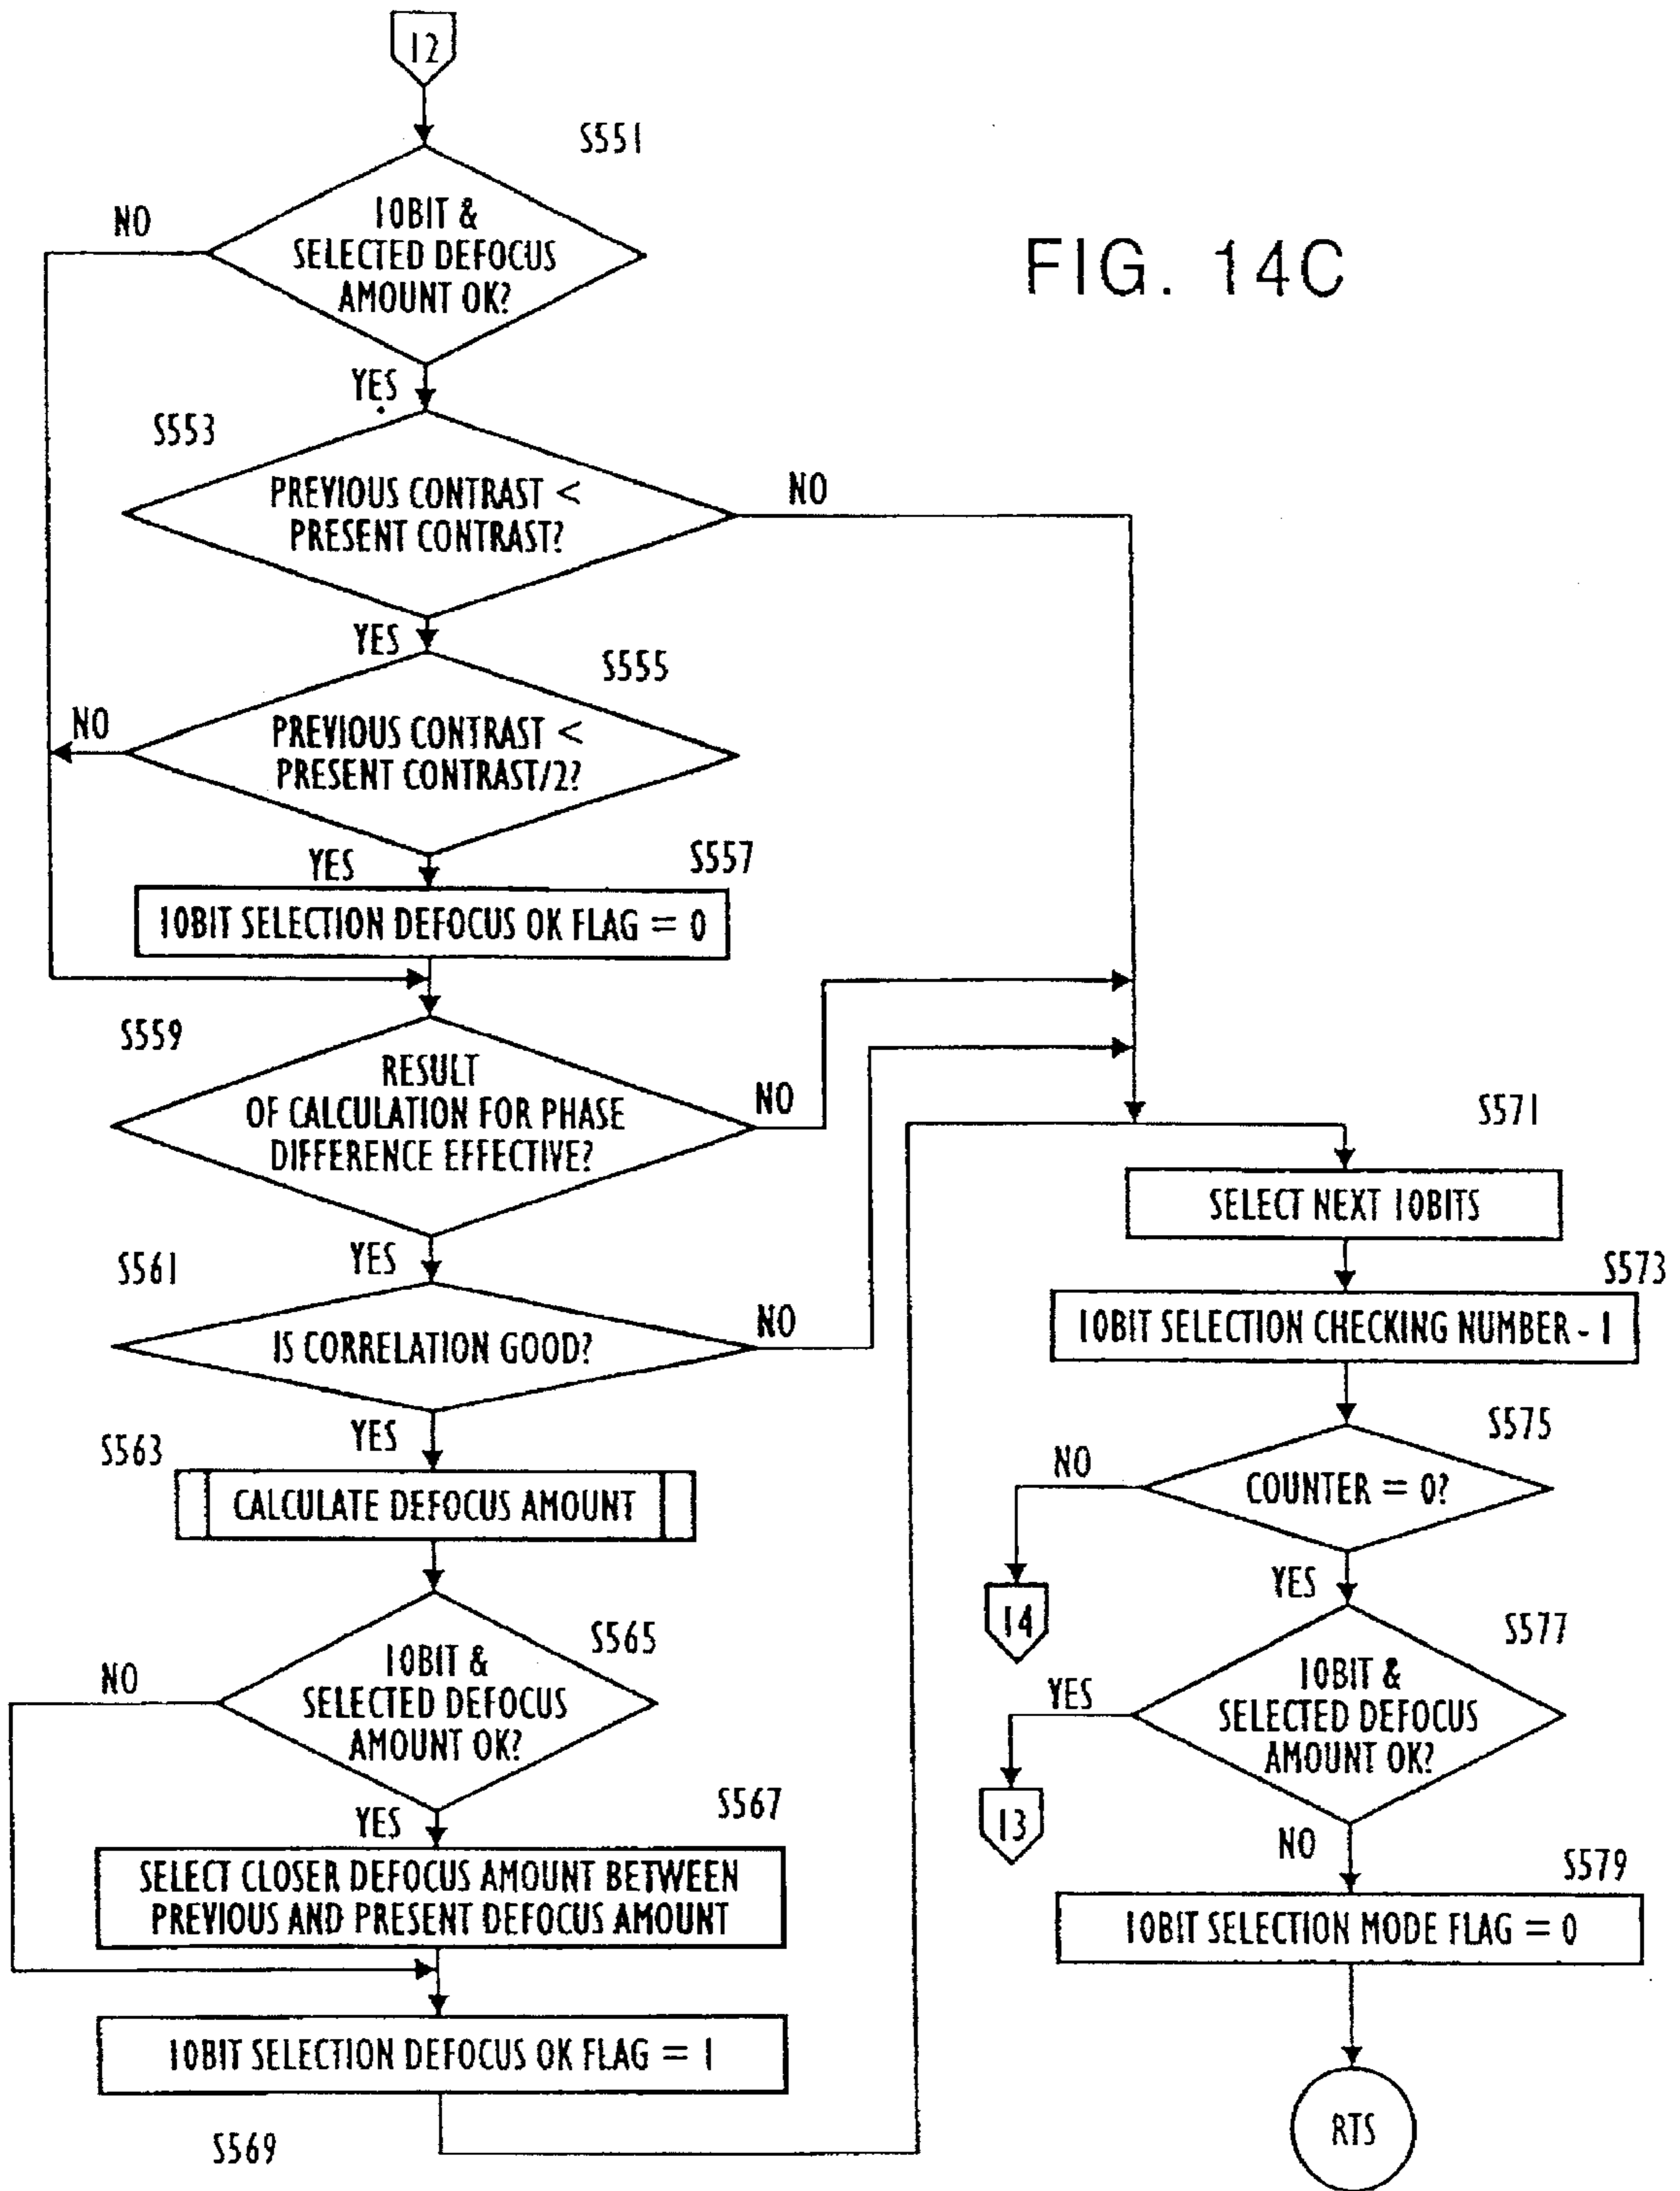 12
S551
10BIT &
SELECTED DEFOCUS
AMOUNT OK?
NO
FIG. 14C
YES
S553
PREVIOUS CONTRAST <
PRESENT CONTRAST?
NO
YES
S555
PREVIOUS CONTRAST <
PRESENT CONTRAST/2?
NO
YES
S557
10BIT SELECTION DEFOCUS OK FLAG = 0
S559
RESULT
OF CALCULATION FOR PHASE
DIFFERENCE EFFECTIVE?
NO
YES
S561
IS CORRELATION GOOD?
NO
YES
S563
CALCULATE DEFOCUS AMOUNT
S565
10BIT &
SELECTED DEFOCUS
AMOUNT OK?
NO
YES
S567
SELECT CLOSER DEFOCUS AMOUNT BETWEEN
PREVIOUS AND PRESENT DEFOCUS AMOUNT
10BIT SELECTION DEFOCUS OK FLAG = 1
S569
S571
SELECT NEXT 10BITS
S573
10BIT SELECTION CHECKING NUMBER - 1
S575
COUNTER = 0?
NO
14
YES
S577
10BIT &
SELECTED DEFOCUS
AMOUNT OK?
YES
13
NO
S579
10BIT SELECTION MODE FLAG = 0
RTS